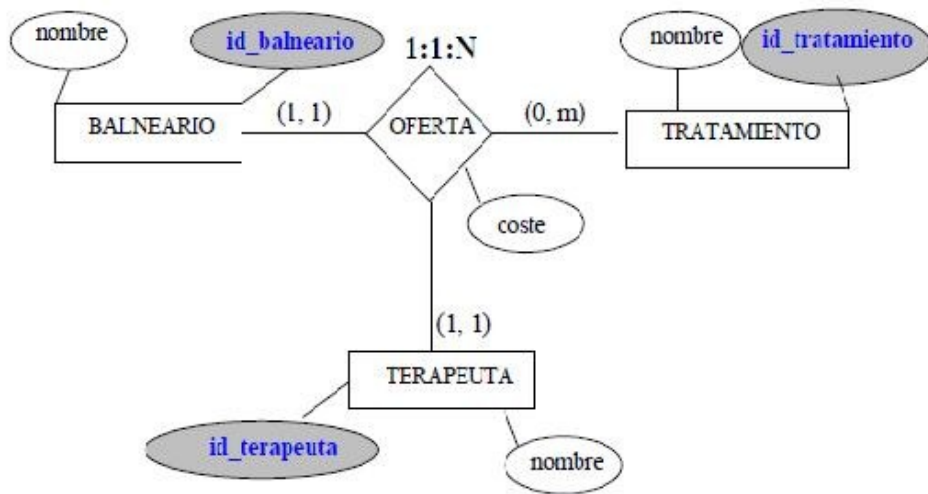 nombre
id_balneario
1:1:N
nombre
id_tratamiento
BALNEARIO
(1, 1)
OFERTA
(0, m)
TRATAMIENTO
coste
(1, 1)
TERAPEUTA
id_terapeuta
nombre